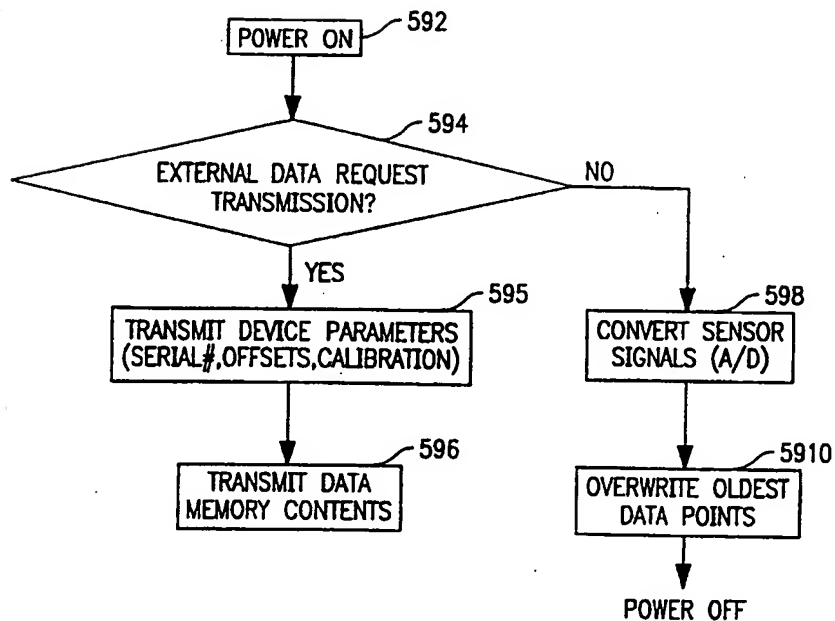 POWER ON
592
594
EXTERNAL DATA REQUEST
TRANSMISSION?
NO
YES
595
TRANSMIT DEVICE PARAMETERS
(SERIAL#,OFFSETS,CALIBRATION)
598
CONVERT SENSOR
SIGNALS (A/D)
596
TRANSMIT DATA
MEMORY CONTENTS
5910
OVERWRITE OLDEST
DATA POINTS
POWER OFF